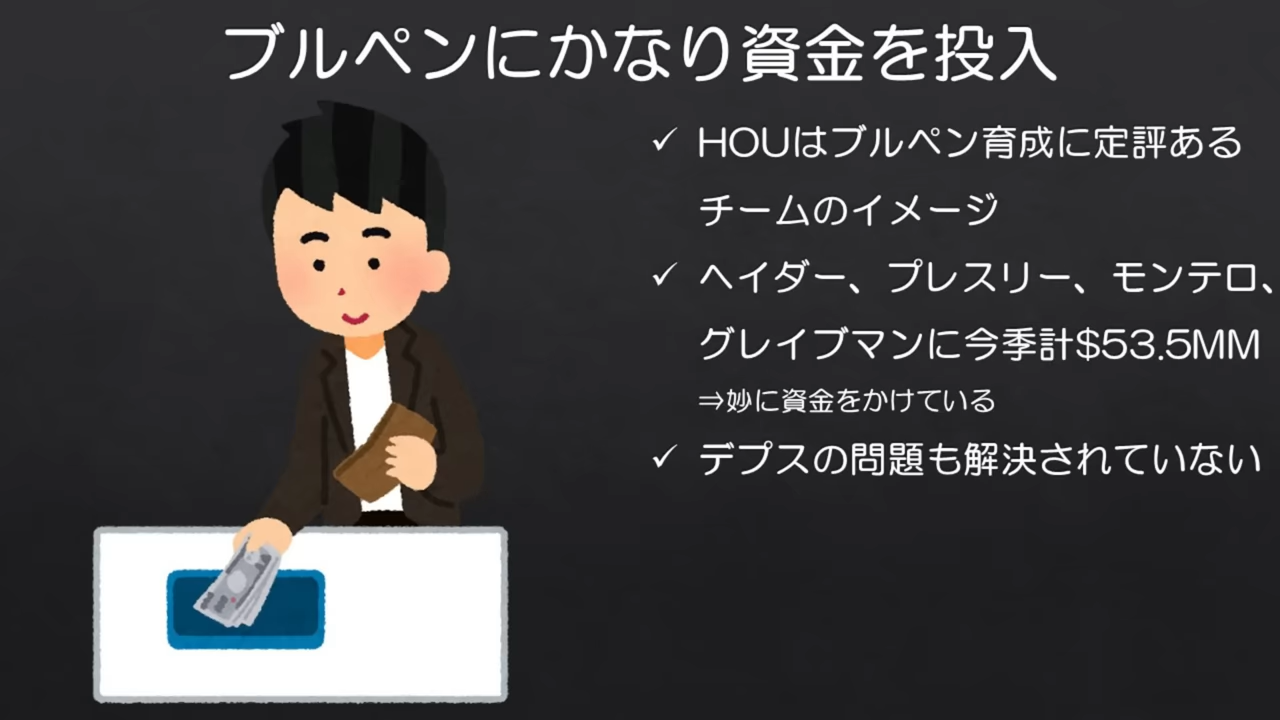 ブルペンにかなり資金を投入
✓ HOUはブルペン育成に定評ある
チームのイメージ
✓ ヘイダー、プレスリー、モンテロ、
グレイブマンに今季計$53.5MM
⇒妙に資金をかけている
✓ デプスの問題も解決されていない